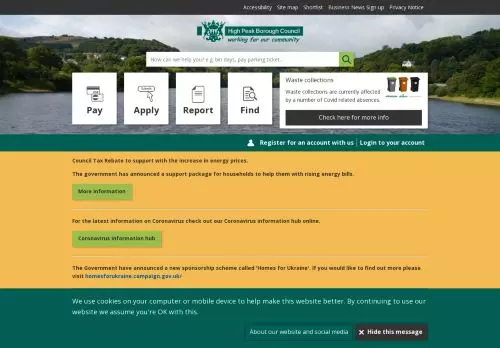 Accessibility Site map Shortlist Business News Sign up Privacy Notice
High Peak Borough Council
working for our community
How can we help you? e.g. bin days, pay parking ticket...
Pay
Apply
Report
Find
Waste collections
Waste collections are currently affected
by a number of Covid related absences.
Check here for more info
Register for an account with us Login to your account
Council Tax Rebate to support with the increase in energy prices.
The government has announced a support package for households to help them with rising energy bills.
More information
For the latest information on Coronavirus check out our Coronavirus information hub online.
Coronavirus information hub
The Government have announced a new sponsorship scheme called 'Homes for Ukraine'. If you would like to find out more please
visit homesforukraine.campaign.gov.uk/
We use cookies on your computer or mobile device to help make this website better. By continuing to use our
website we assume you're OK with this.
About our website and social media
Hide this message